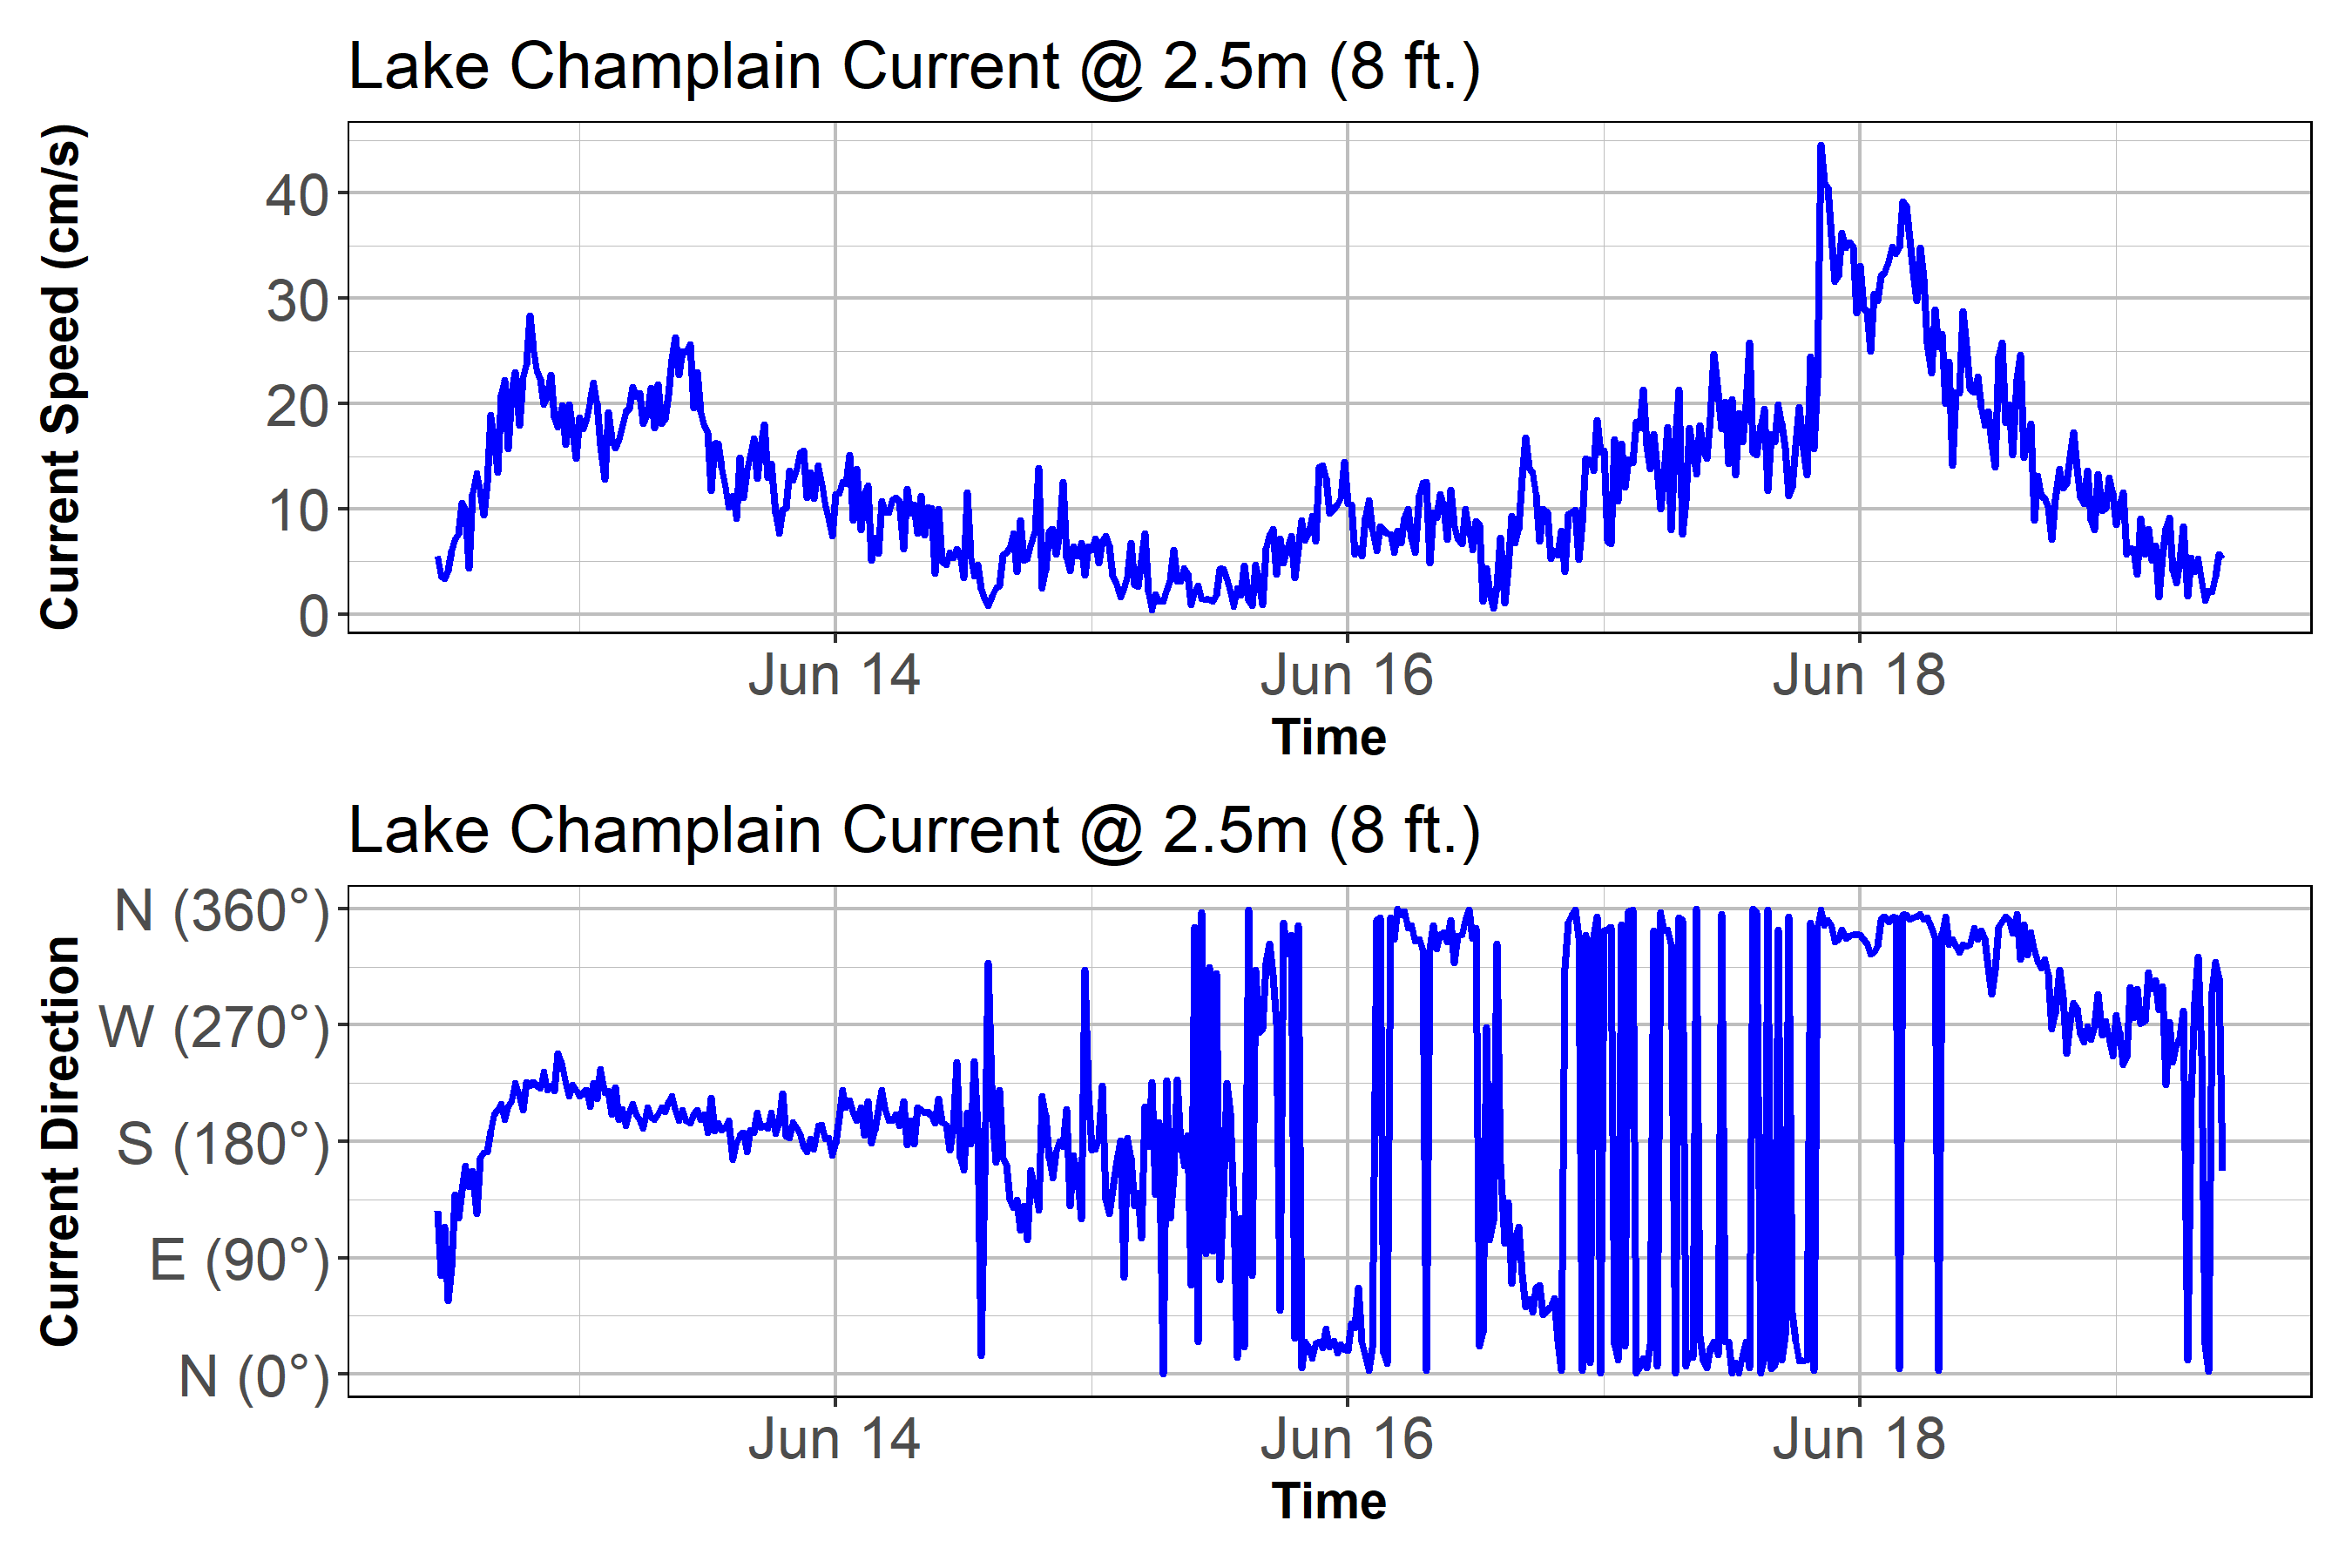 Lake Champlain Current @ 2.5m (8 ft.)
Current Speed (cm/s)
40
30
20
10
0
Jun 14 Jun 16 Jun 18
Time
Lake Champlain Current @ 2.5m (8 ft.)
Current Direction
N (360°)
W (270°)
S (180°)
E (90°)
N (0°)
Jun 14 Jun 16 Jun 18
Time